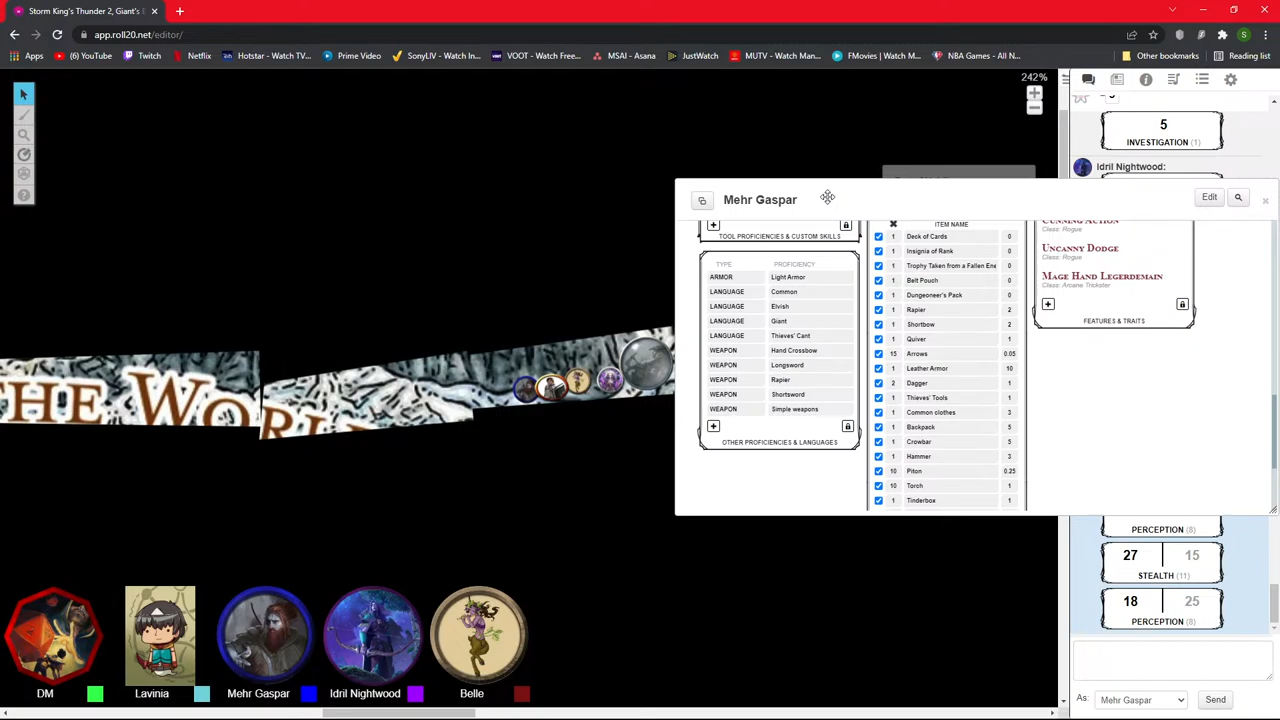 Storm King's Thunder 2, Giant's E
app.roll20.net/editor/
Apps
(2) YouTube
Twitch
Netflix
Hotstar - Watch TV...
Prime Video
SonyLIV - Watch In...
VOOT - Watch Free...
MSAI - Asana
JustWatch
MUTV - Watch Man...
FMovies | Watch M...
NBA Games - All N...
Other bookmarks
Reading list
242%
5
INVESTIGATION (1)
Idril Nightwood:
Mehr Gaspar
Edit
TOOL PROFICIENCIES & CUSTOM SKILLS
TYPE PROFICIENCY
ARMOR Light Armor
LANGUAGE Common
LANGUAGE Elvish
LANGUAGE Giant
LANGUAGE Thieves' Cant
WEAPON Hand Crossbow
WEAPON Longsword
WEAPON Rapier
WEAPON Shortsword
WEAPON Simple weapons
OTHER PROFICIENCIES & LANGUAGES
ITEM NAME
1 Deck of Cards 0
1 Insignia of Rank 0
1 Trophy Taken from a Fallen Ene 0
1 Belt Pouch 0
1 Dungeoneer's Pack 0
1 Rapier 2
1 Shortbow 2
1 Quiver 1
15 Arrows 0.05
1 Leather Armor 10
2 Dagger 1
1 Thieves' Tools 1
1 Common clothes 3
1 Backpack 5
1 Crowbar 5
1 Hammer 3
10 Piton 0.25
10 Torch 1
1 Tinderbox 1
CUNNING ACTION
Class: Rogue
UNCANNY DODGE
Class: Rogue
MAGE HAND LEGERDEMAIN
Class: Arcane Trickster
FEATURES & TRAITS
THE WORL
PERCEPTION (8)
27 15
STEALTH (11)
18 25
PERCEPTION (8)
DM
Lavinia
Mehr Gaspar
Idril Nightwood
Belle
As:
Mehr Gaspar
Send